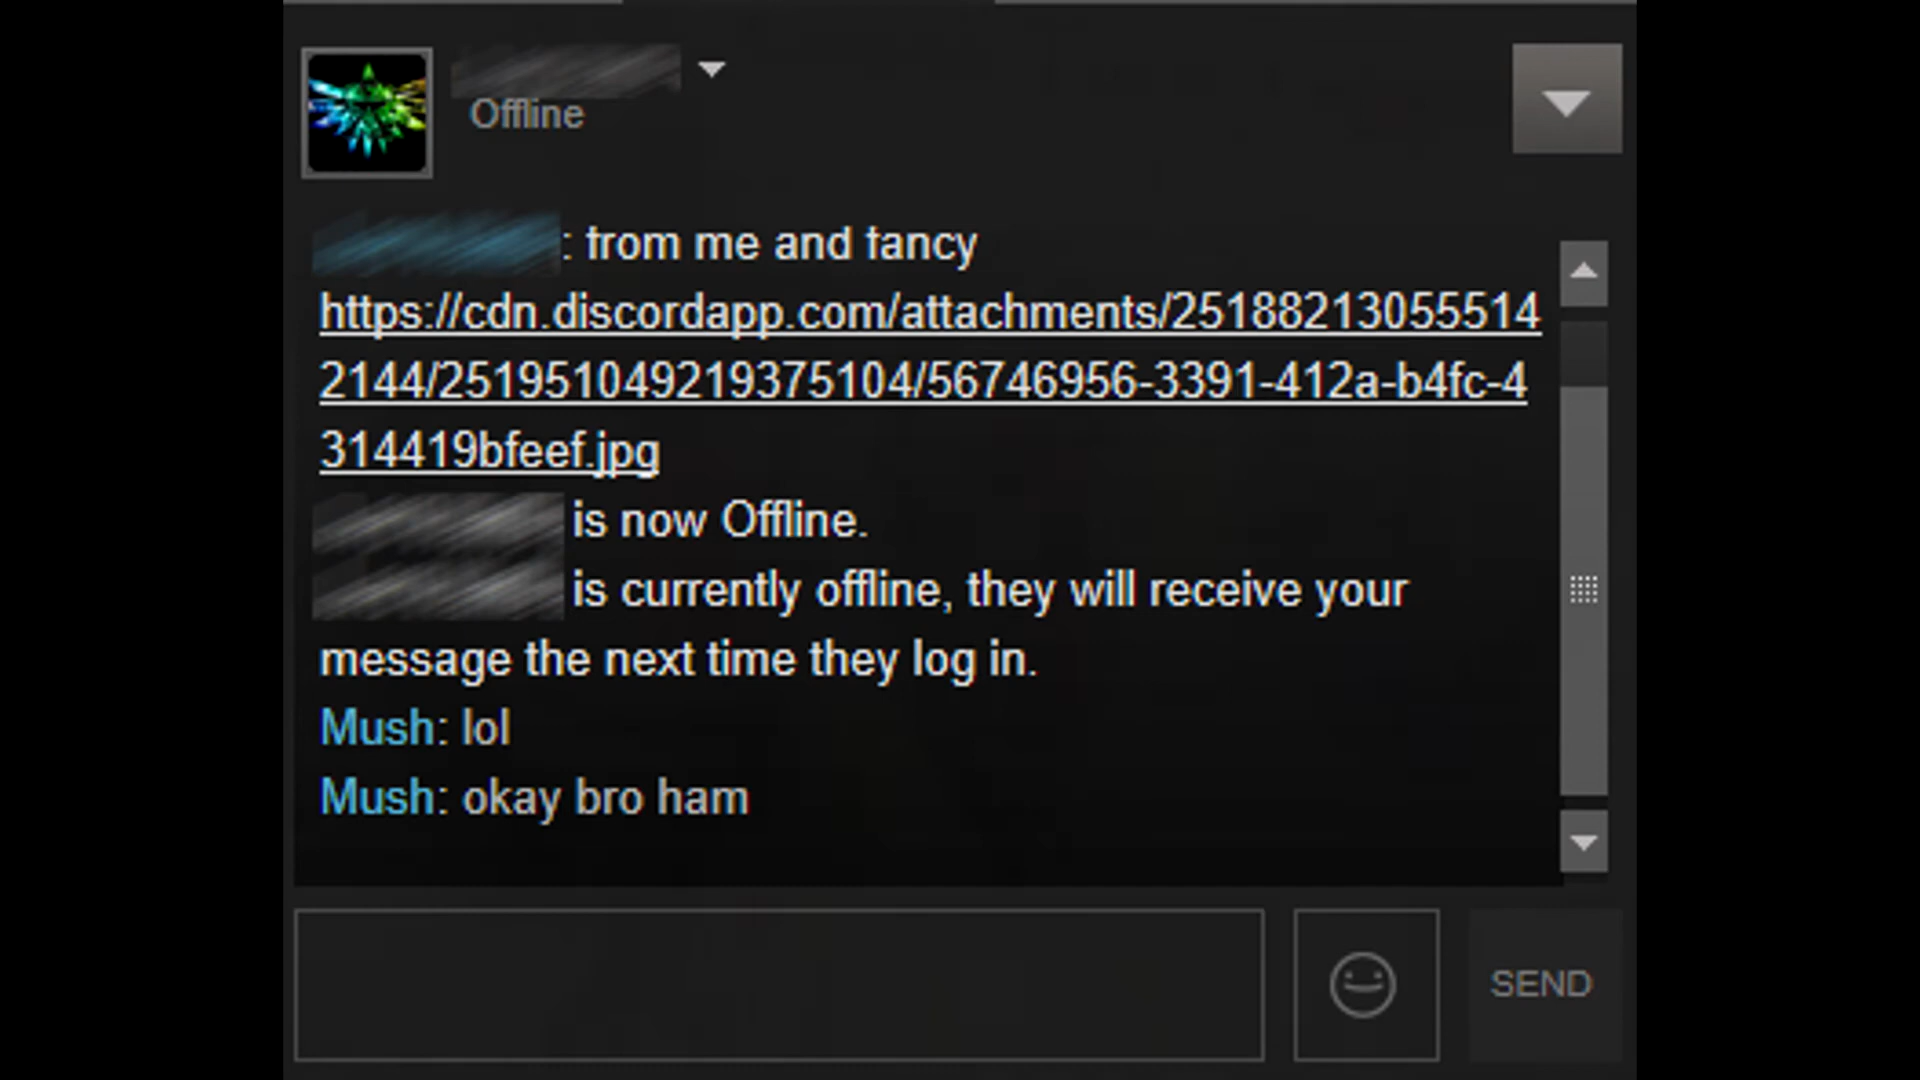 Offline
: from me and fancy
https://cdn.discordapp.com/attachments/251882130555514
2144/251951049219375104/56746956-3391-412a-b4fc-4
314419bfeef.jpg
is now Offline.
is currently offline, they will receive your
message the next time they log in.
Mush: lol
Mush: okay bro ham
SEND